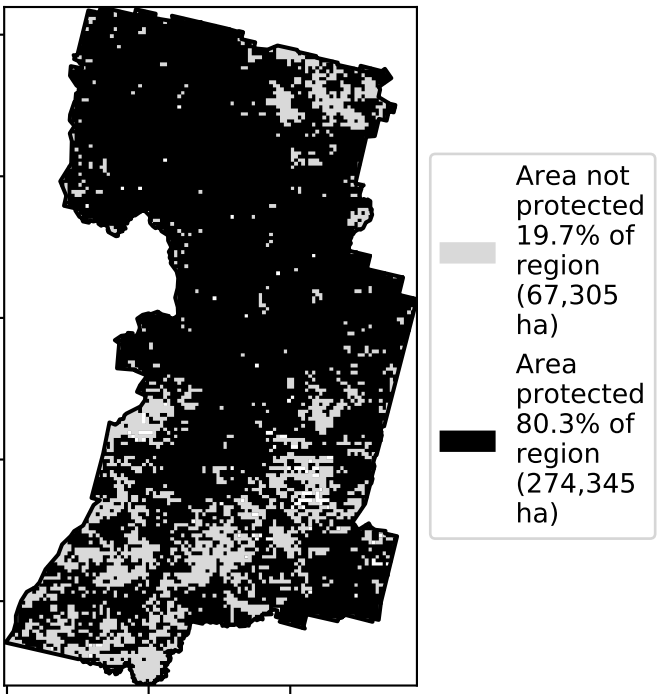 Area not
protected
19.7% of
region
(67,305
ha)
Area
protected
80.3% of
region
(274,345
ha)